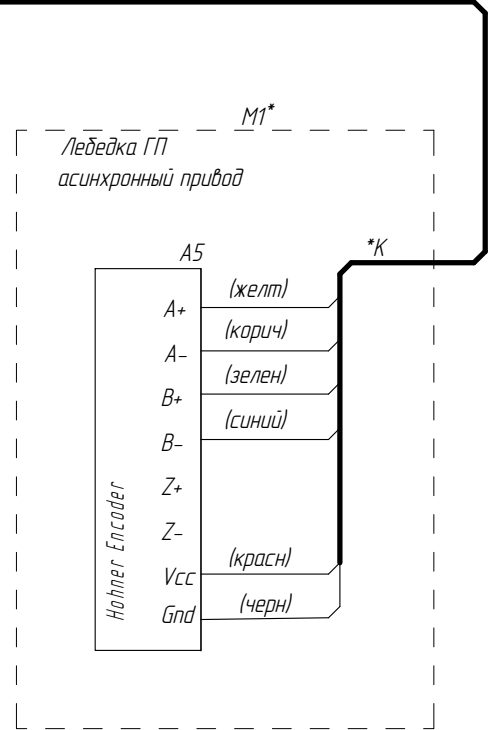 M1*
Лебедка ГП
асинхронный привод
*К
A5
A+
(желт)
A-
(корич)
B+
(зелен)
B-
(синий)
Z+
Z-
Vcc
(красн)
Gnd
(черн)
Hohner Encoder